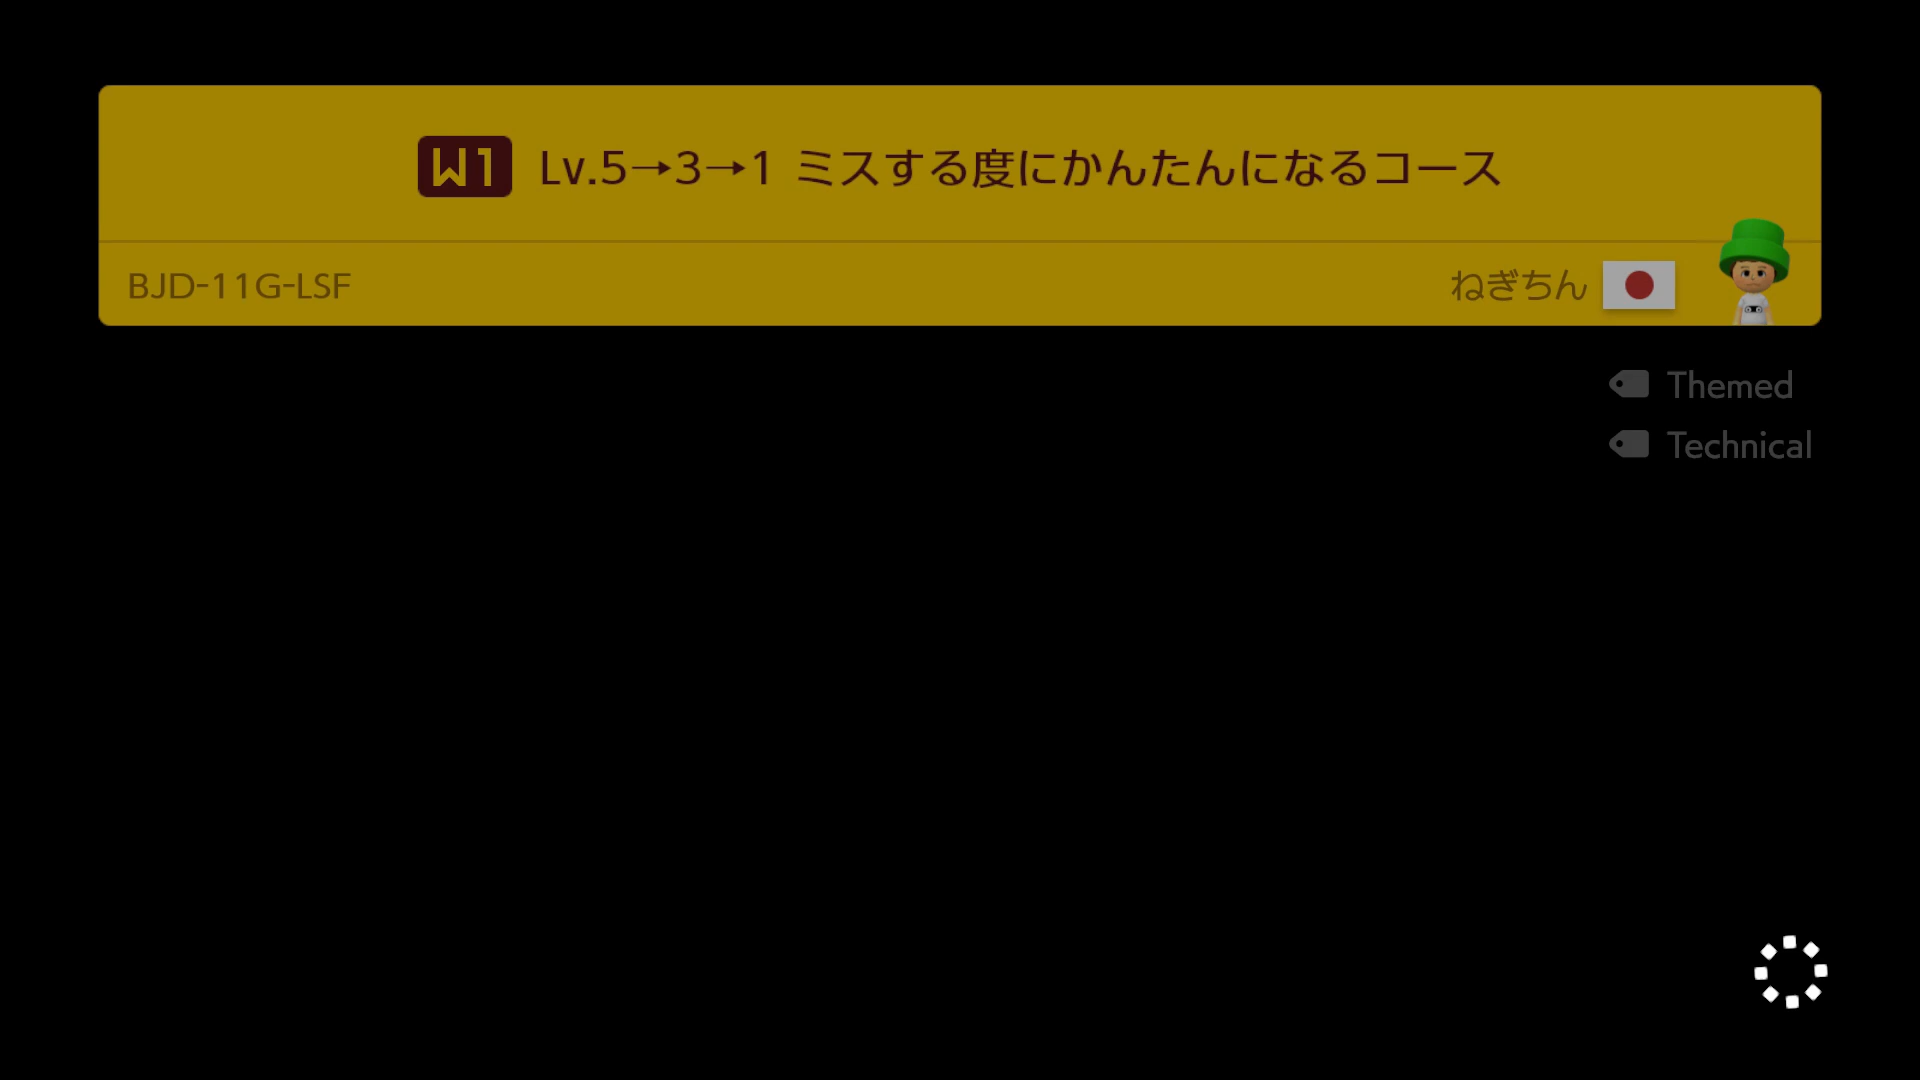 W1 Lv.5→3→1 ミスする度にかんたんになるコース
BJD-11G-LSF
ねぎちん
Themed
Technical